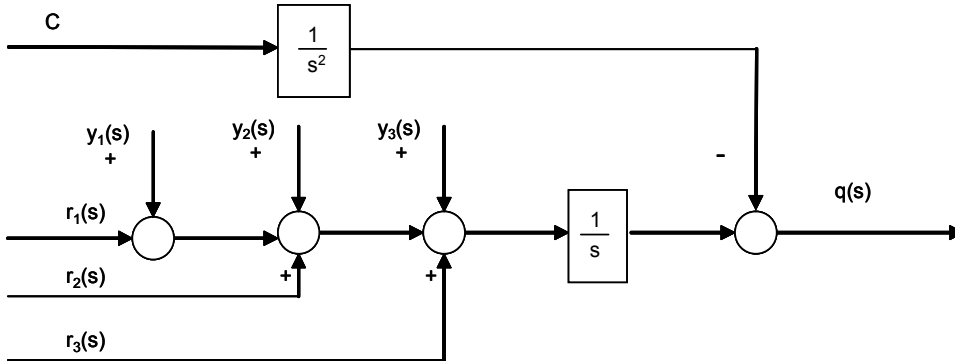 C
1
s²
y₁(s)
+
y₂(s)
+
y₃(s)
+
-
q(s)
r₁(s)
1
s
r₂(s)
+
+
r₃(s)